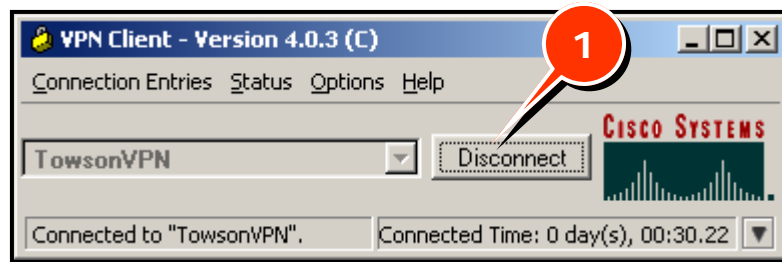 VPN Client - Version 4.0.3 (C)
1
Connection Entries Status Options Help
CISCO SYSTEMS
TowsonVPN
Disconnect
Connected to "TowsonVPN".
Connected Time: 0 day(s), 00:30.22